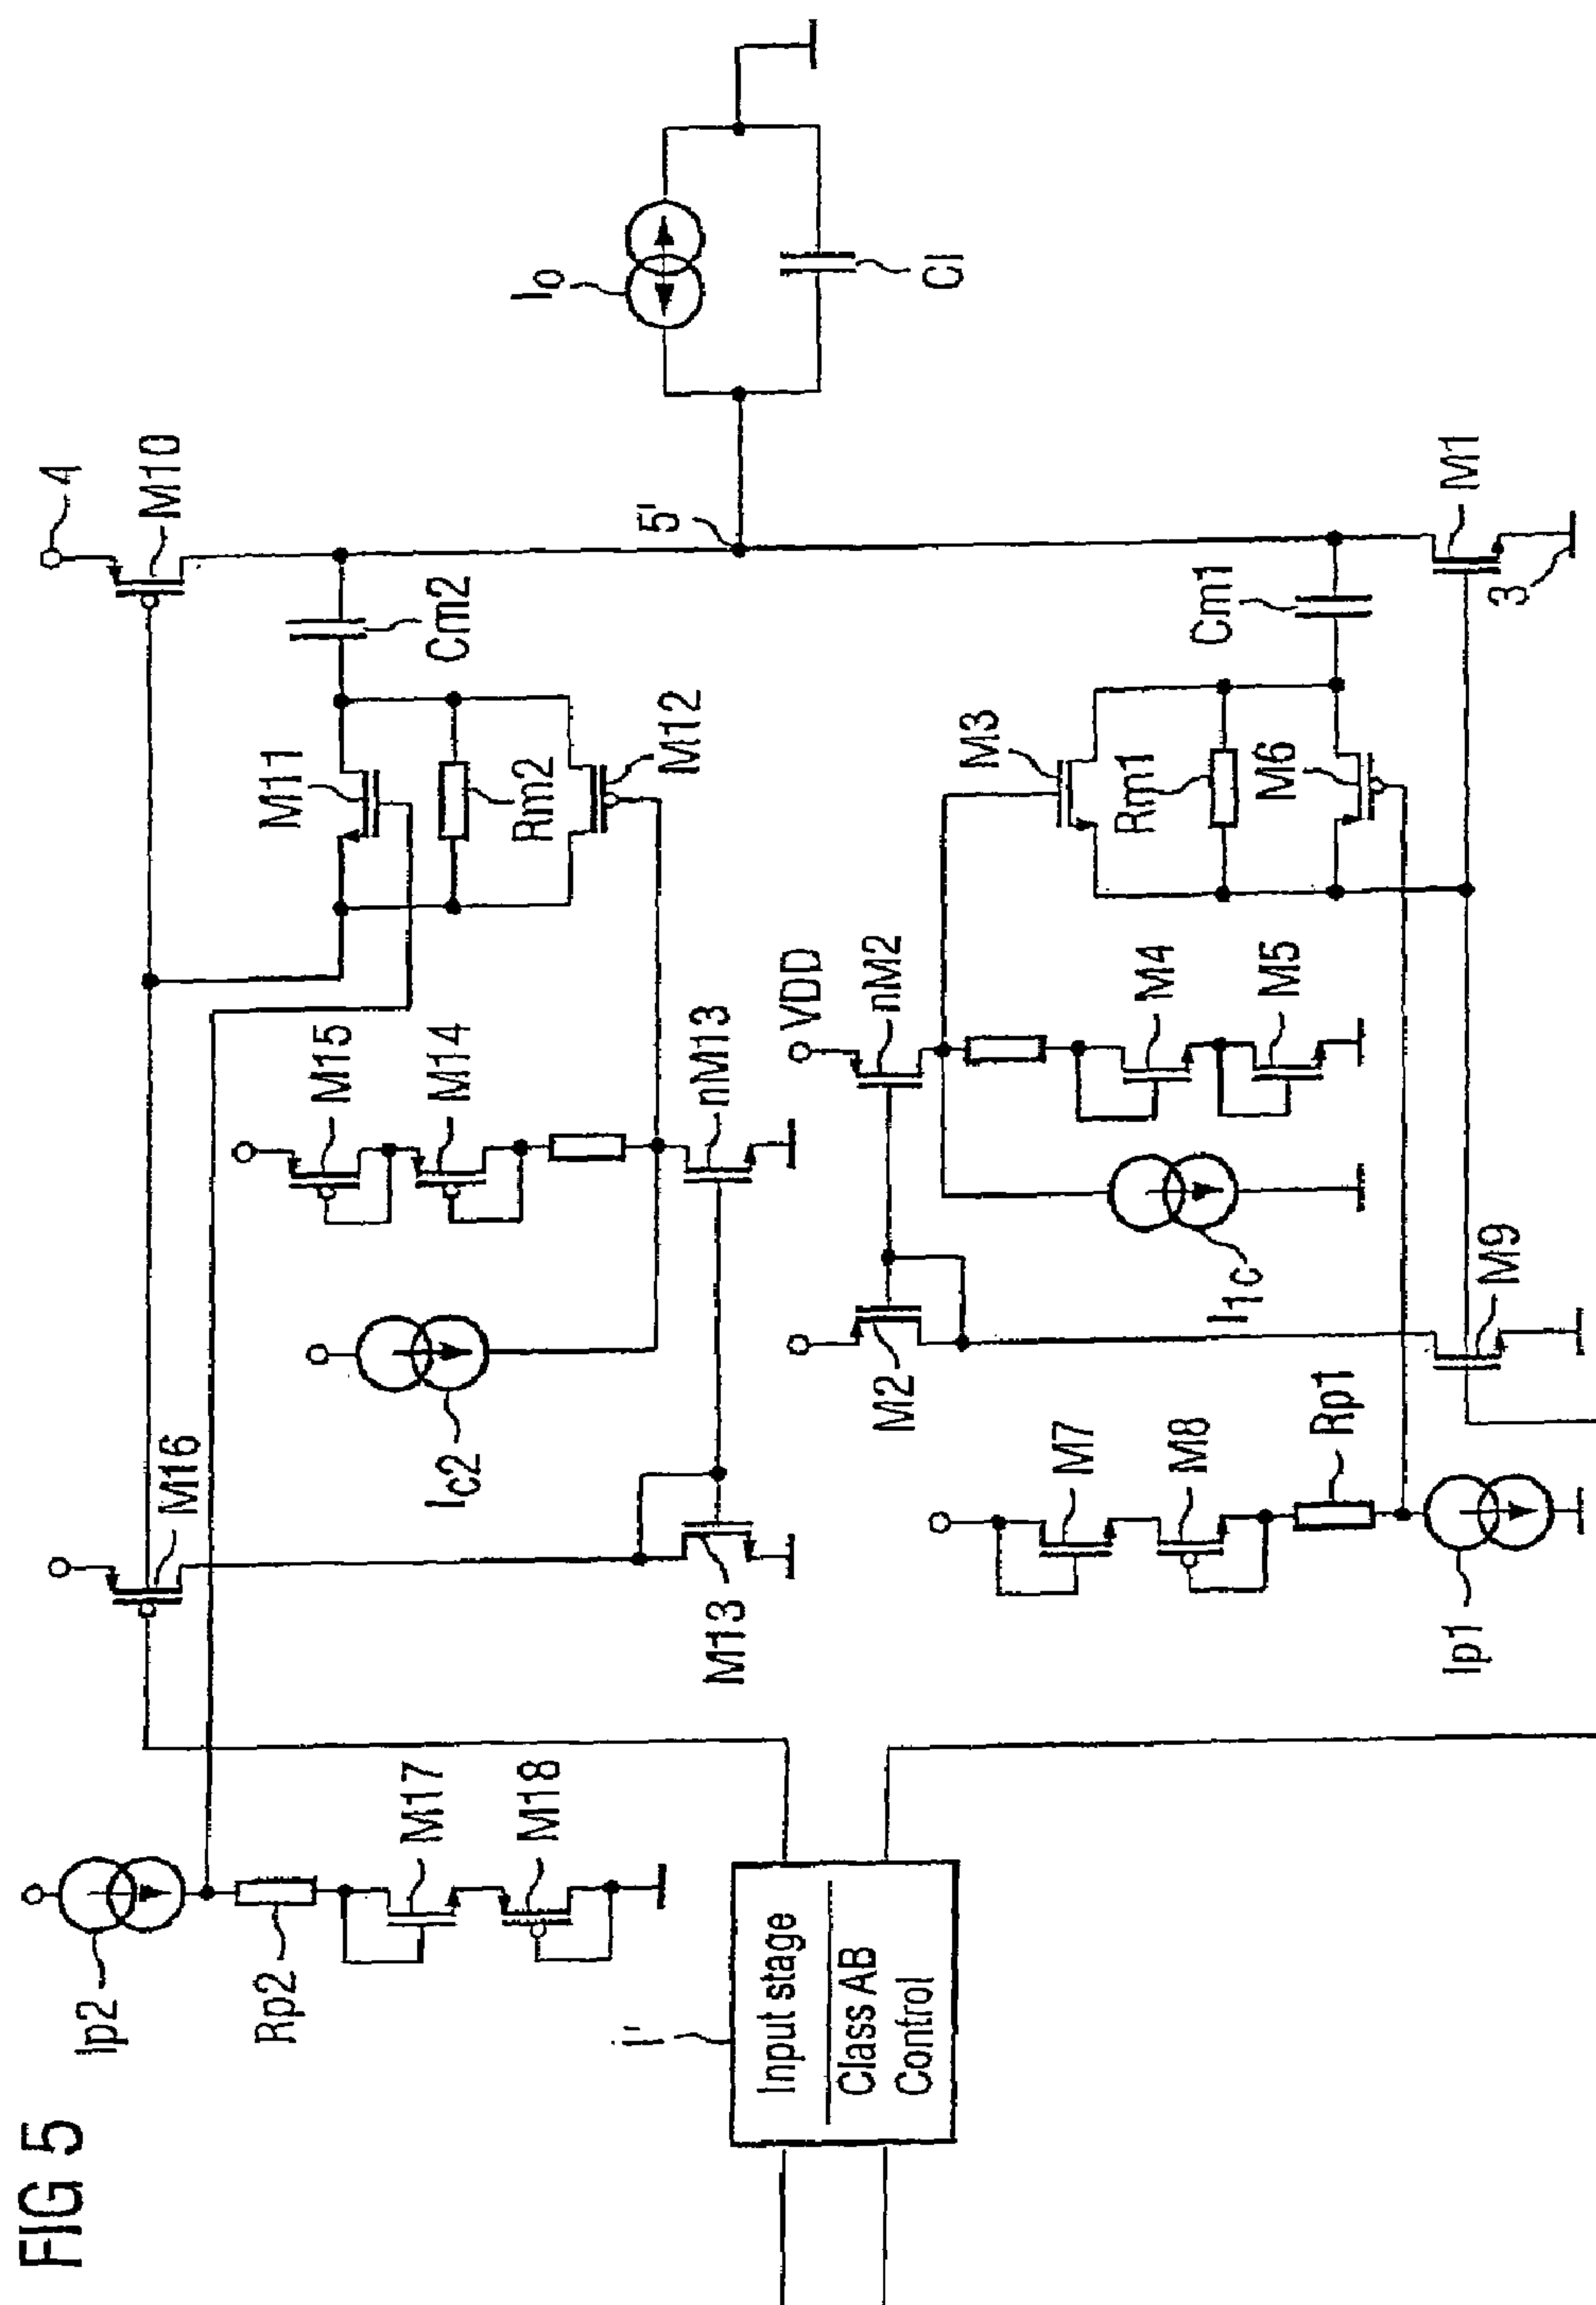 FIG 5
Ip2
Rp2
M17
M18
Input stage
Class AB
Control
1'
M16
M13
Ic2
M15
M14
nM13
M11
Rm2
M12
Cm2
4
M10
5'
Io
Cl
M7
M8
Rp1
Ip1
M2
VDD
nM2
M4
M5
I1c
M9
M3
Rm1
M6
Cm1
M1
3